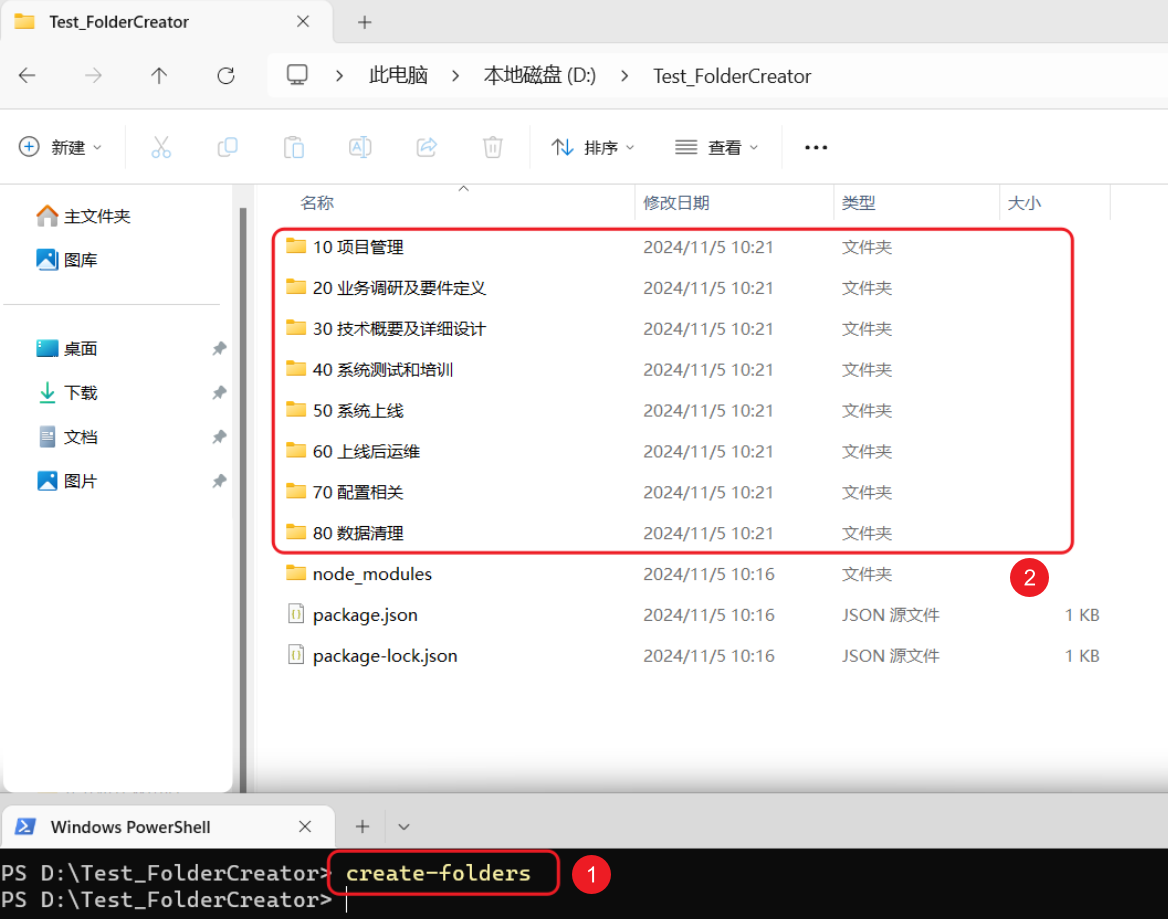 Test_FolderCreator
此电脑 > 本地磁盘 (D:) > Test_FolderCreator
新建 排序 查看
名称 修改日期 类型 大小
主文件夹
图库
桌面
下载
文档
图片
10 项目管理 2024/11/5 10:21 文件夹
20 业务调研及要件定义 2024/11/5 10:21 文件夹
30 技术概要及详细设计 2024/11/5 10:21 文件夹
40 系统测试和培训 2024/11/5 10:21 文件夹
50 系统上线 2024/11/5 10:21 文件夹
60 上线后运维 2024/11/5 10:21 文件夹
70 配置相关 2024/11/5 10:21 文件夹
80 数据清理 2024/11/5 10:21 文件夹
node_modules 2024/11/5 10:16 文件夹
2
package.json 2024/11/5 10:16 JSON 源文件 1 KB
package-lock.json 2024/11/5 10:16 JSON 源文件 1 KB
Windows PowerShell
PS D:\Test_FolderCreator> create-folders 1
PS D:\Test_FolderCreator>